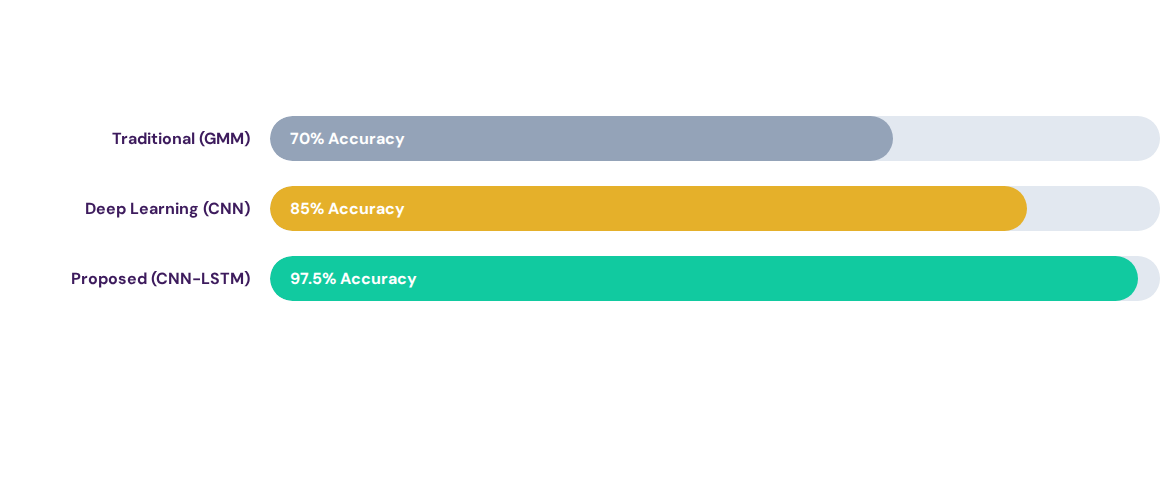 Traditional (GMM) 70% Accuracy
Deep Learning (CNN) 85% Accuracy
Proposed (CNN-LSTM) 97.5% Accuracy